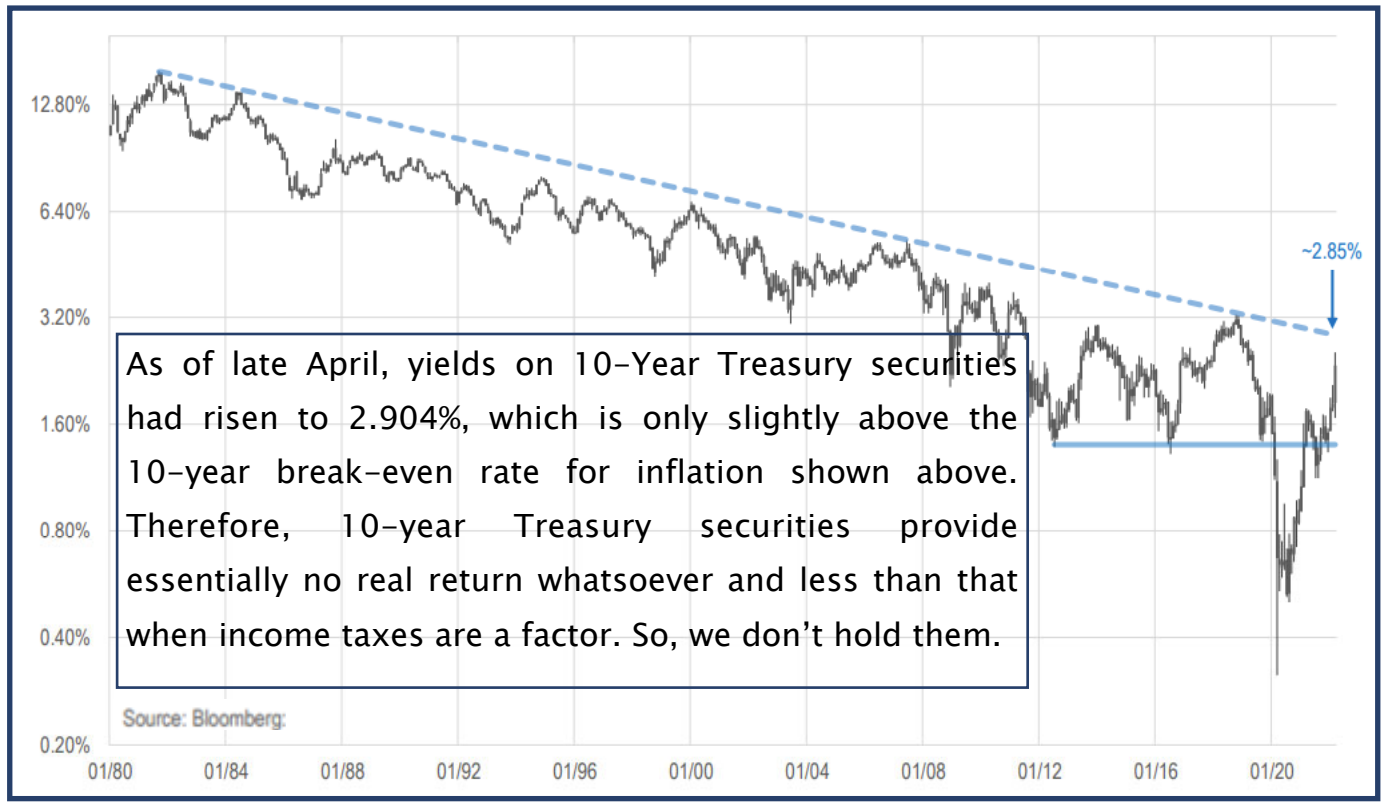 12.80%
6.40%
3.20%
1.60%
0.80%
0.40%
0.20%
~2.85%
As of late April, yields on 10-Year Treasury securities
had risen to 2.904%, which is only slightly above the
10-year break-even rate for inflation shown above.
Therefore, 10-year Treasury securities provide
essentially no real return whatsoever and less than that
when income taxes are a factor. So, we don’t hold them.
Source: Bloomberg:
01/80 01/84 01/88 01/92 01/96 01/00 01/04 01/08 01/12 01/16 01/20